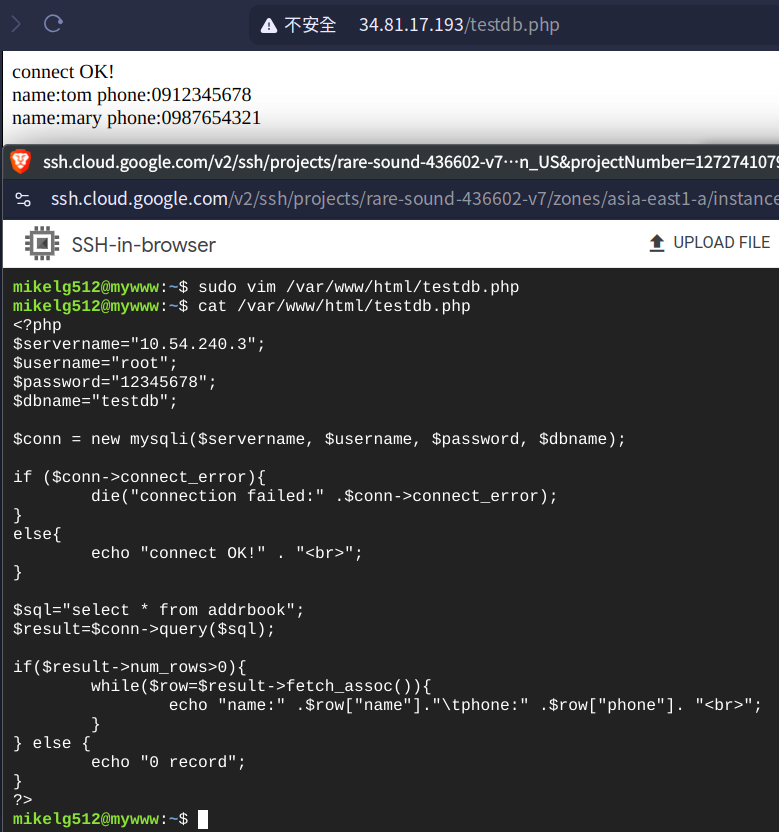 不安全 34.81.17.193/testdb.php
connect OK!
name:tom phone:0912345678
name:mary phone:0987654321
ssh.cloud.google.com/v2/ssh/projects/rare-sound-436602-v7…n_US&projectNumber=1272741079
ssh.cloud.google.com/v2/ssh/projects/rare-sound-436602-v7/zones/asia-east1-a/instance
SSH-in-browser UPLOAD FILE
mikelg512@mywww:~$ sudo vim /var/www/html/testdb.php
mikelg512@mywww:~$ cat /var/www/html/testdb.php
<?php
$servername="10.54.240.3";
$username="root";
$password="12345678";
$dbname="testdb";
$conn = new mysqli($servername, $username, $password, $dbname);
if ($conn->connect_error){
die("connection failed:" .$conn->connect_error);
}
else{
echo "connect OK!" . "<br>";
}
$sql="select * from addrbook";
$result=$conn->query($sql);
if($result->num_rows>0){
while($row=$result->fetch_assoc()){
echo "name:" .$row["name"]."\tphone:" .$row["phone"]. "<br>";
}
} else {
echo "0 record";
}
?>
mikelg512@mywww:~$